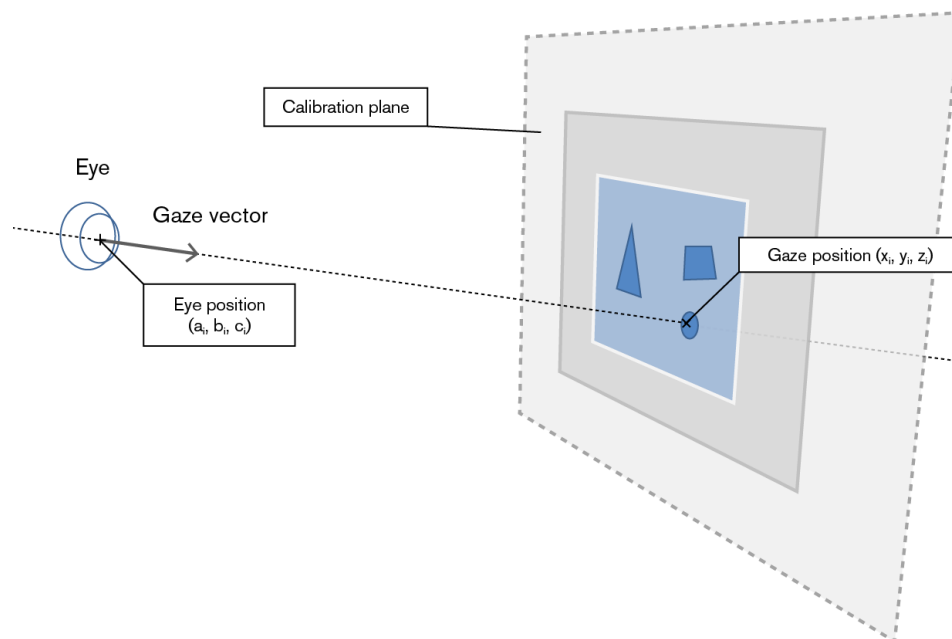 Calibration plane
Eye
Gaze vector
Gaze position (xᵢ, yᵢ, zᵢ)
Eye position
(aᵢ, bᵢ, cᵢ)